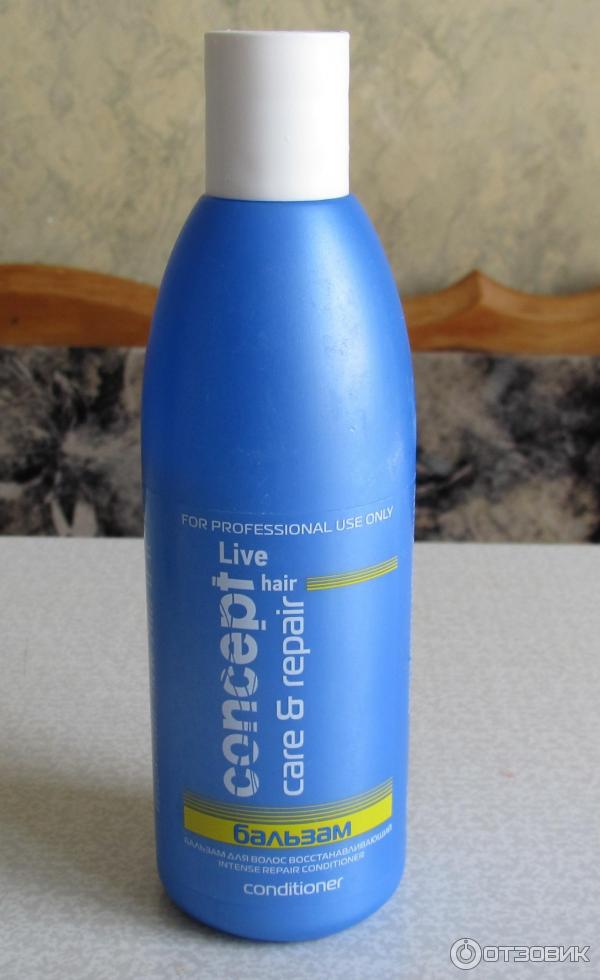 FOR PROFESSIONAL USE ONLY
Live
hair
concept
care & repair
бальзам
БАЛЬЗАМ ДЛЯ ВОЛОС ВОССТАНАВЛИВАЮЩИЙ
INTENSE REPAIR CONDITIONER
conditioner
ОТЗОВИК